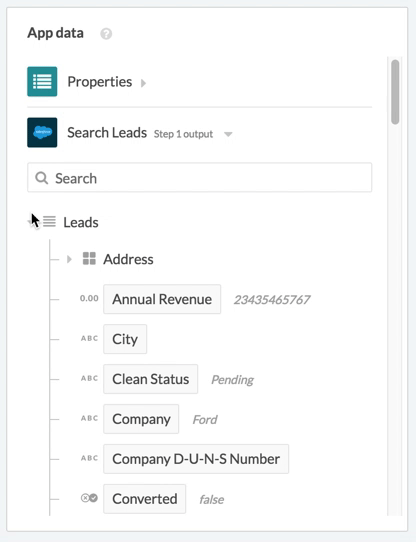 App data ?
Properties
Search Leads Step 1 output
Search
Leads
Address
0.00 Annual Revenue 23435465767
ABC City
ABC Clean Status Pending
ABC Company Ford
ABC Company D-U-N-S Number
Converted false